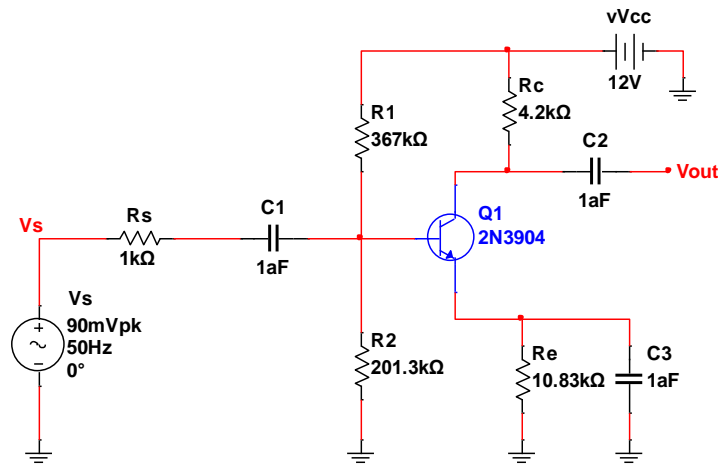 vVcc
12V
Rc
4.2kΩ
R1
367kΩ
C2
1aF
Vout
Q1
2N3904
Vs
Rs
1kΩ
C1
1aF
Vs
90mVpk
50Hz
0°
R2
201.3kΩ
Re
10.83kΩ
C3
1aF